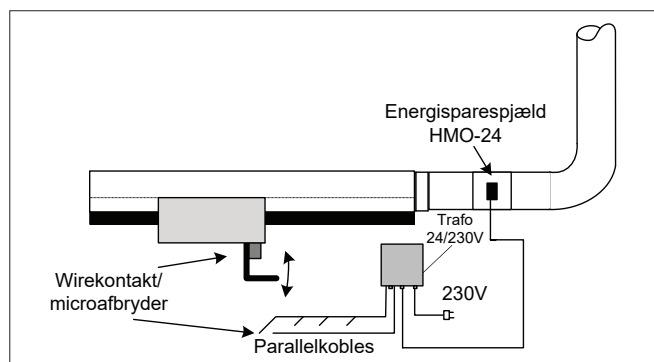 Energisparespjæld
HMO-24
Trafo
24/230V
Wirekontakt/
microafbryder
230V
Parallelkobles